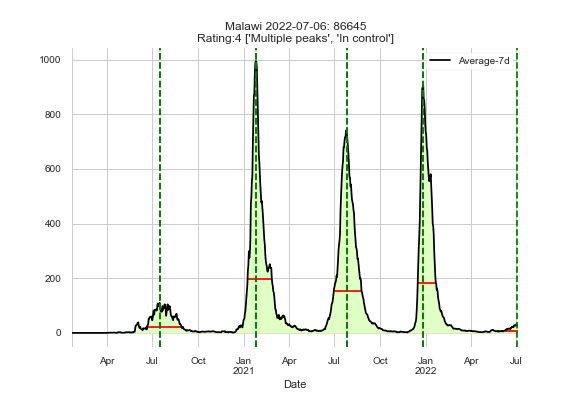 Malawi 2022-07-06: 86645
Rating:4 ['Multiple peaks', 'In control']
Average-7d
1000
800
600
400
200
0
Apr Jul Oct Jan Apr Jul Oct Jan Apr Jul
2021 2022
Date